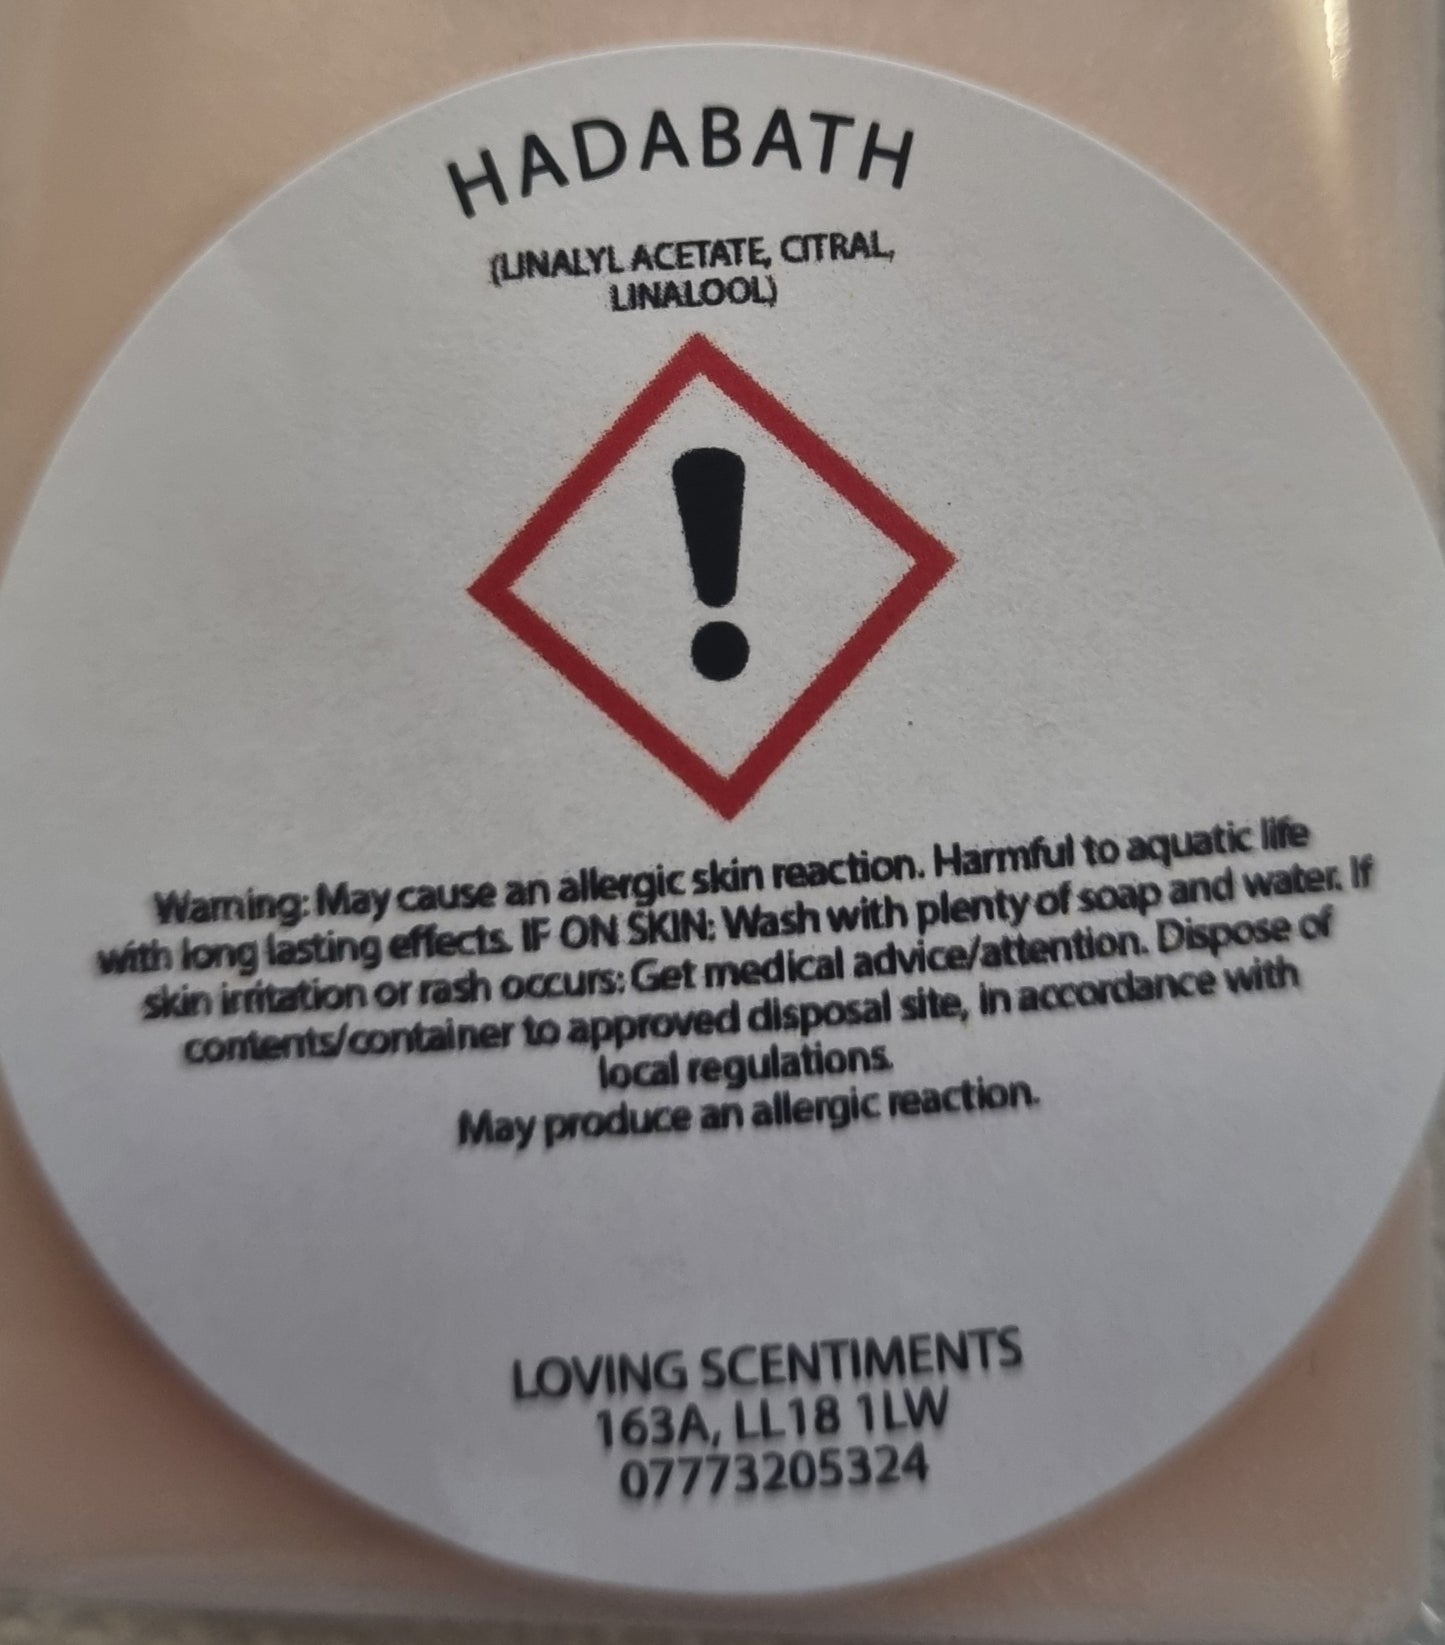 HADABATH
(LINALYL ACETATE, CITRAL,
LINALOOL)
Warning: May cause an allergic skin reaction. Harmful to aquatic life
with long lasting effects. IF ON SKIN: Wash with plenty of soap and water. If
skin irritation or rash occurs: Get medical advice/attention. Dispose of
contents/container to approved disposal site, in accordance with
local regulations.
May produce an allergic reaction.
LOVING SCENTIMENTS
163A, LL18 1LW
07773205324